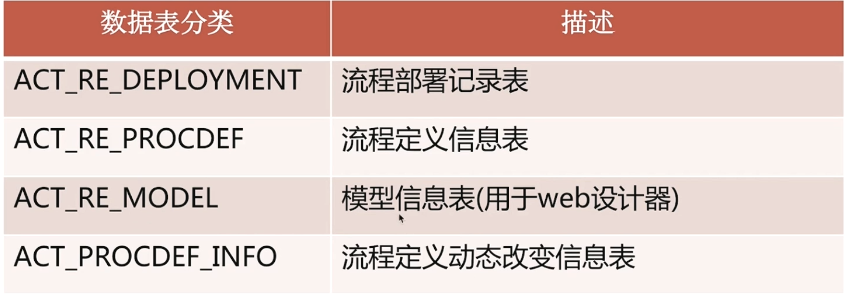 数据表分类 描述
ACT_RE_DEPLOYMENT 流程部署记录表
ACT_RE_PROCDEF 流程定义信息表
ACT_RE_MODEL 模型信息表(用于web设计器)
ACT_PROCDEF_INFO 流程定义动态改变信息表